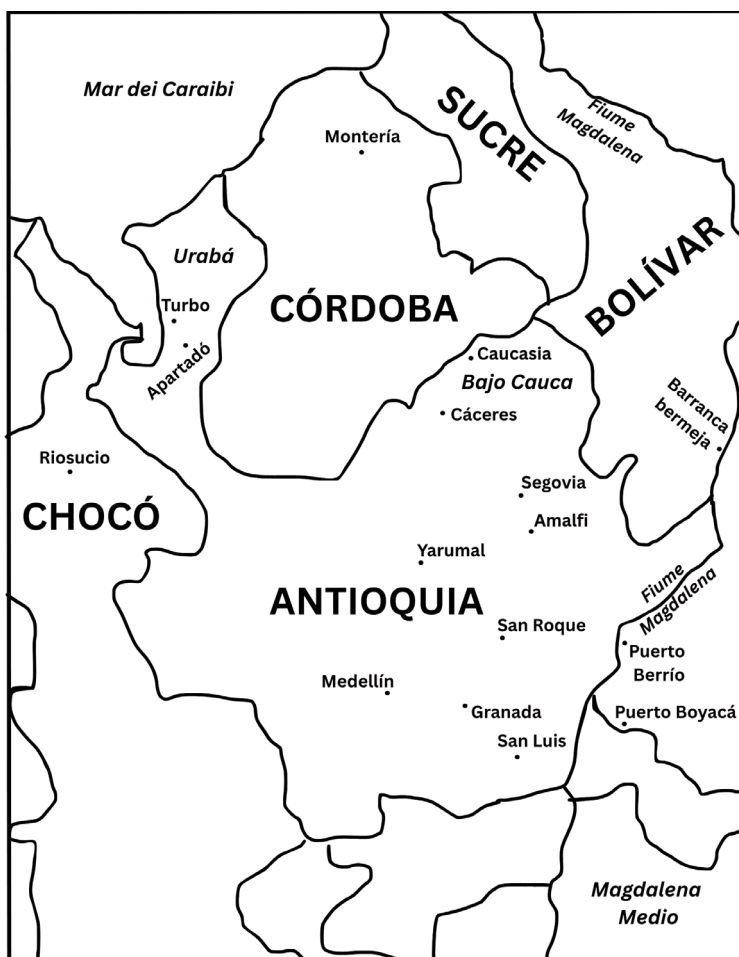 Mar dei Caraibi
SUCRE
Fiume
Magdalena
Montería
Urabá
BOLÍVAR
CÓRDOBA
Turbo
Apartadó
Caucasia
Bajo Cauca
Cáceres
Barranca
bermeja
Riosucio
CHOCÓ
Segovia
Amalfi
Yarumal
ANTIOQUIA
Fiume
Magdalena
San Roque
Puerto
Berrío
Medellín
Granada
Puerto Boyacá
San Luis
Magdalena
Medio